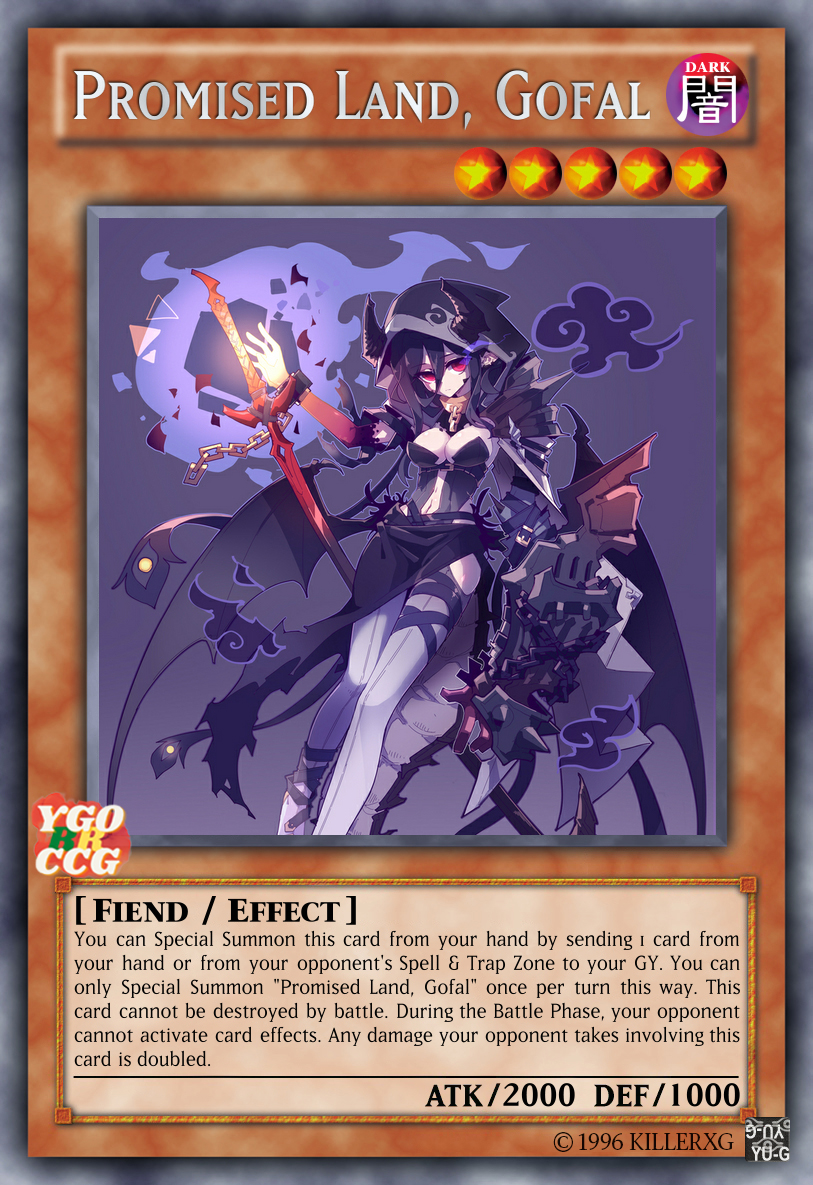 Promised Land, Gofal
DARK
闇
YGO
RR
CCG
[ Fiend / Effect ]
You can Special Summon this card from your hand by sending 1 card from
your hand or from your opponent's Spell & Trap Zone to your GY. You can
only Special Summon "Promised Land, Gofal" once per turn this way. This
card cannot be destroyed by battle. During the Battle Phase, your opponent
cannot activate card effects. Any damage your opponent takes involving this
card is doubled.
ATK/2000 DEF/1000
© 1996 KILLERXG
YU-G